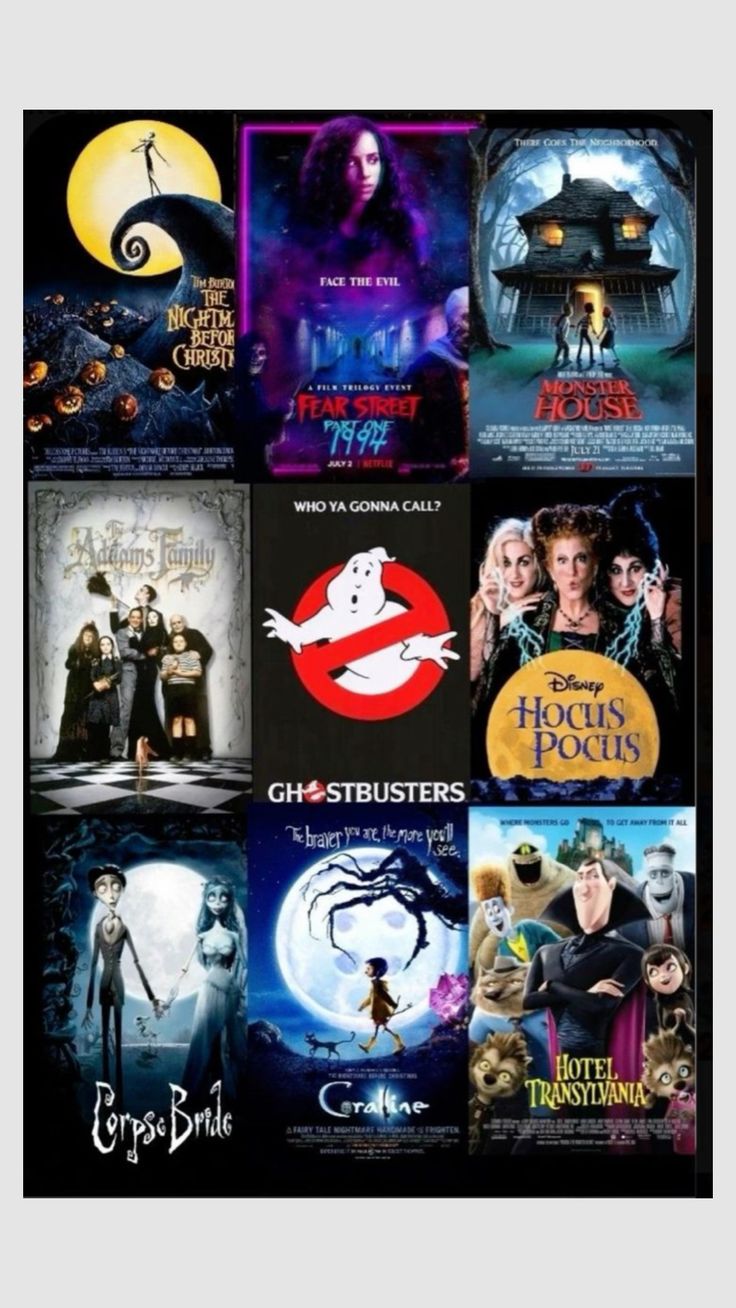 TIM BURTON'S
THE
NIGHTM
BEFOR
CHRIST
FACE THE EVIL
A FILM TRILOGY EVENT
FEAR STREET
PART ONE
1994
JULY 2 | NETFLIX
THERE GOES THE NEIGHBORHOOD
MONSTER
HOUSE
JULY 21
The
Addams Family
WHO YA GONNA CALL?
GHOSTBUSTERS
DISNEY
HOCUS
POCUS
Corpse Bride
The braver you are, the more you'll
see.
Coraline
A FAIRY TALE NIGHTMARE HANDMADE
WHERE MONSTERS GO TO GET AWAY FROM IT ALL
HOTEL
TRANSYLVANIA